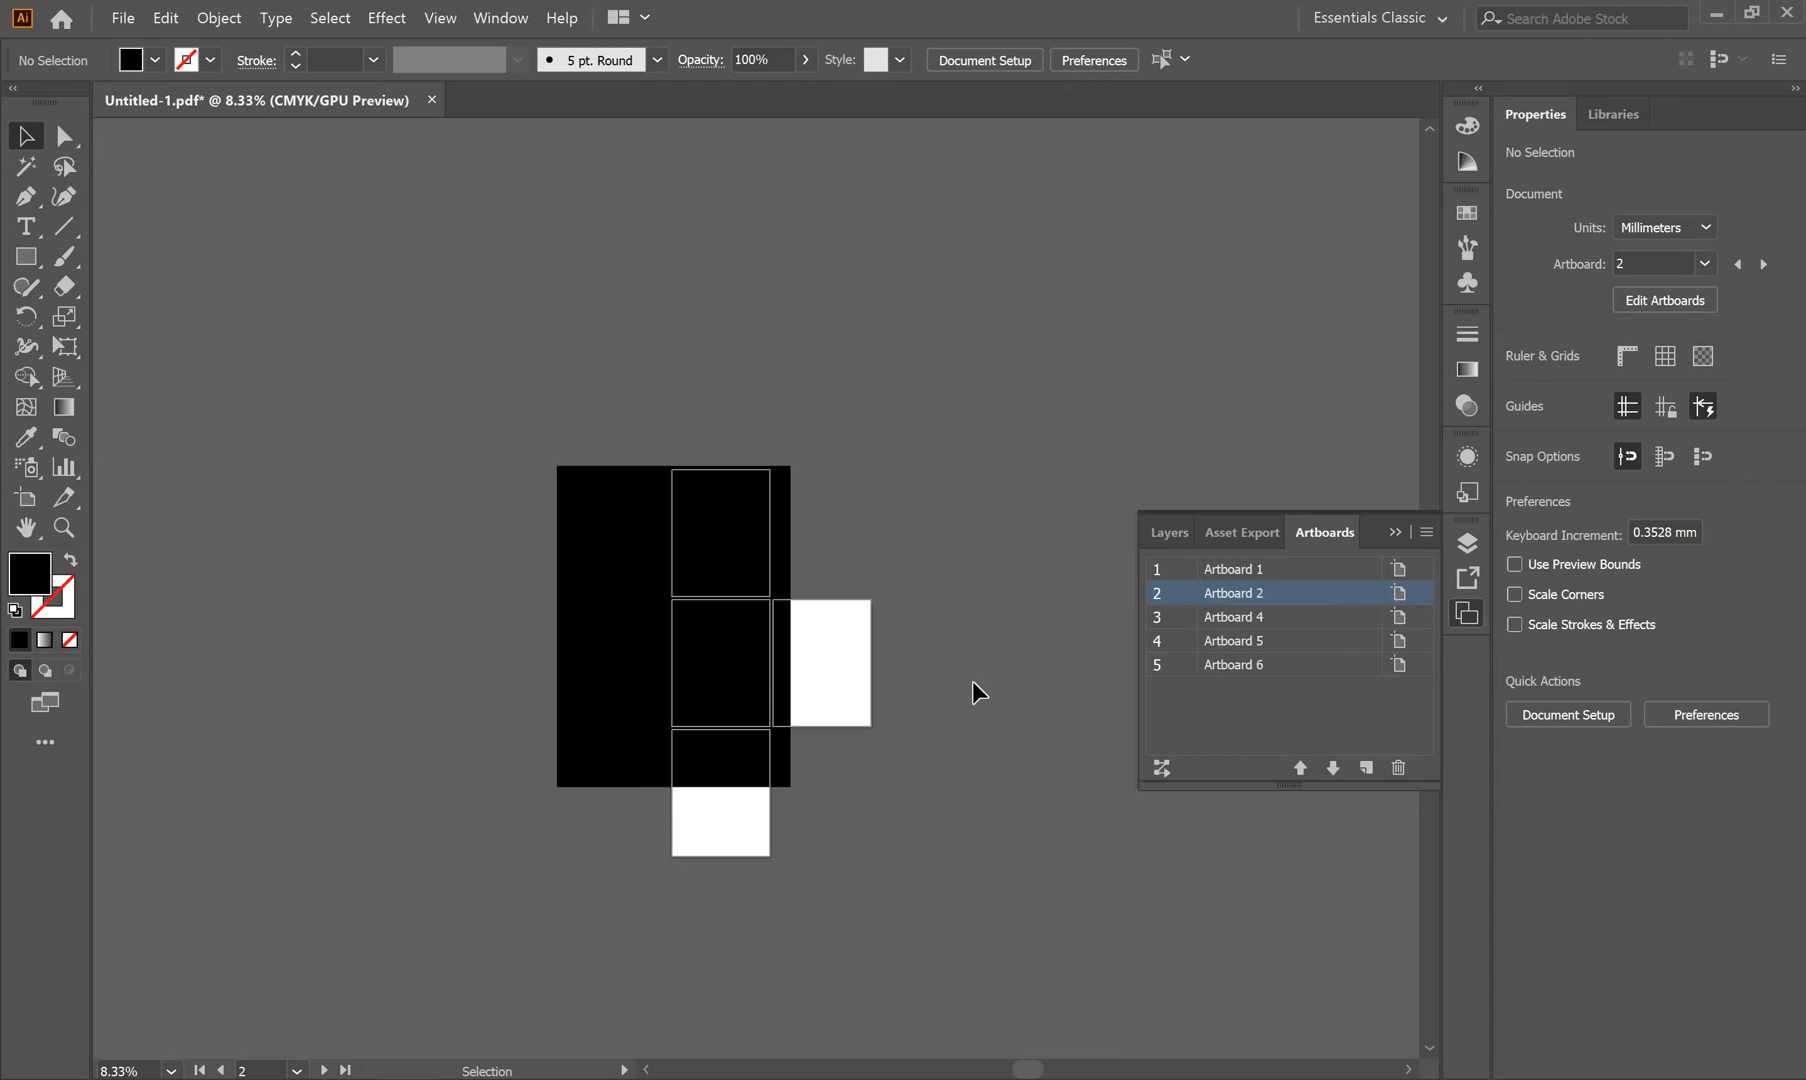 Ai File Edit Object Type Select Effect View Window Help Essentials Classic Search Adobe Stock
No Selection Stroke: 5 pt. Round Opacity: 100% Style: Document Setup Preferences
Untitled-1.pdf* @ 8.33% (CMYK/GPU Preview)
Properties Libraries
No Selection
Document
Units: Millimeters
Artboard: 2
Edit Artboards
Ruler & Grids
Guides
Snap Options
Preferences
Keyboard Increment: 0.3528 mm
Use Preview Bounds
Scale Corners
Scale Strokes & Effects
Quick Actions
Document Setup Preferences
Layers Asset Export Artboards
1 Artboard 1
2 Artboard 2
3 Artboard 4
4 Artboard 5
5 Artboard 6
8.33% 2 Selection